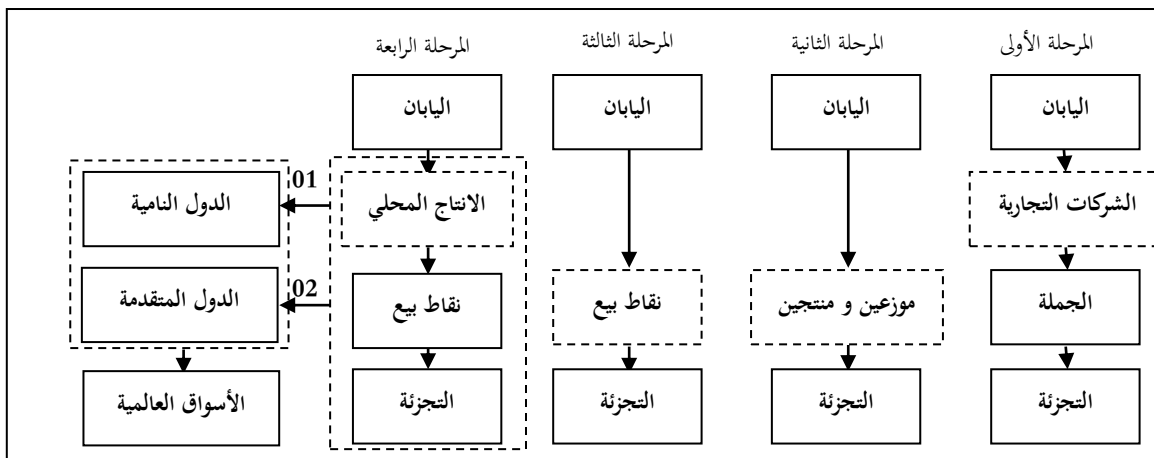 المرحلة الأولى
المرحلة الثانية
المرحلة الثالثة
المرحلة الرابعة
اليابان
اليابان
اليابان
اليابان
الشركات التجارية
الانتاج المحلي
01
الدول النامية
الجملة
موزعين و منتجين
نقاط بيع
نقاط بيع
02
الدول المتقدمة
التجزئة
التجزئة
التجزئة
التجزئة
الأسواق العالمية